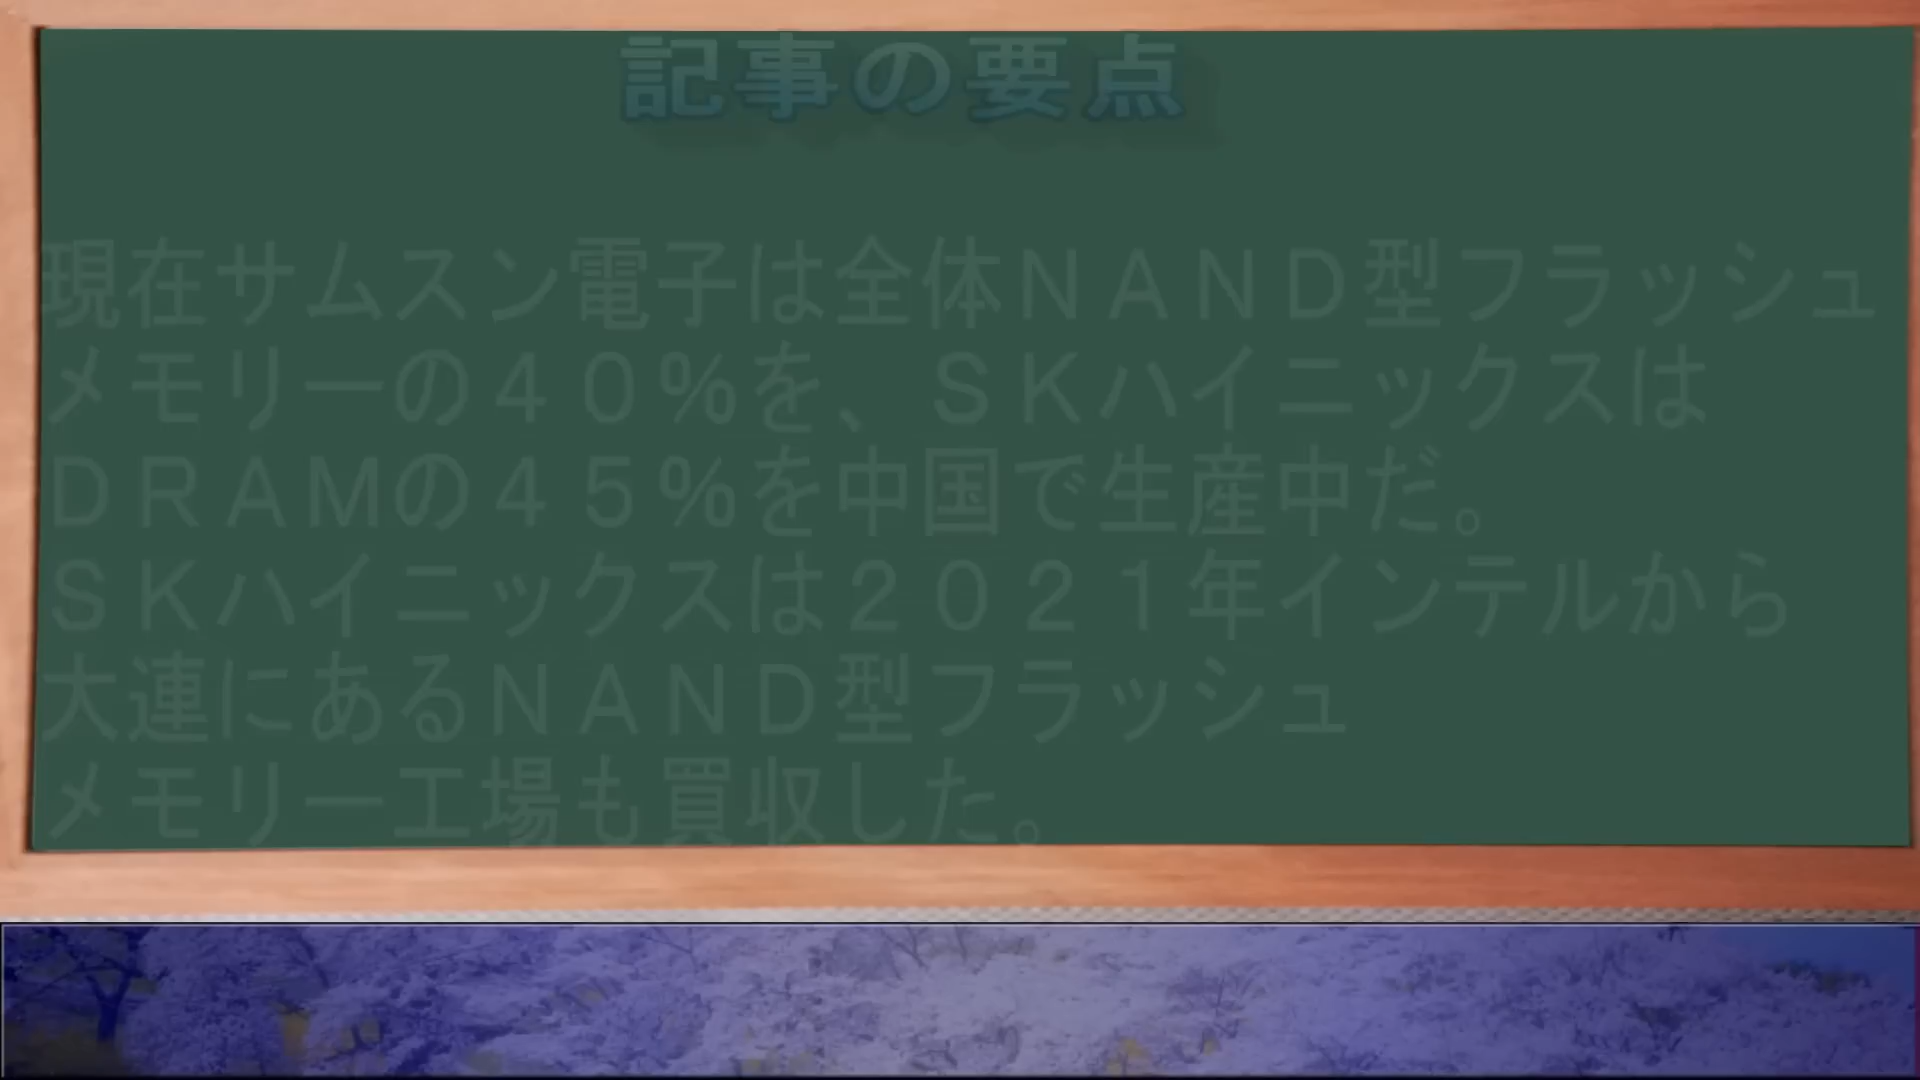 記事の要点
現在サムスン電子は全体ＮＡＮＤ型フラッシュ
メモリーの４０％を、ＳＫハイニックスは
ＤＲＡＭの４５％を中国で生産中だ。
ＳＫハイニックスは２０２１年インテルから
大連にあるＮＡＮＤ型フラッシュ
メモリー工場も買収した。